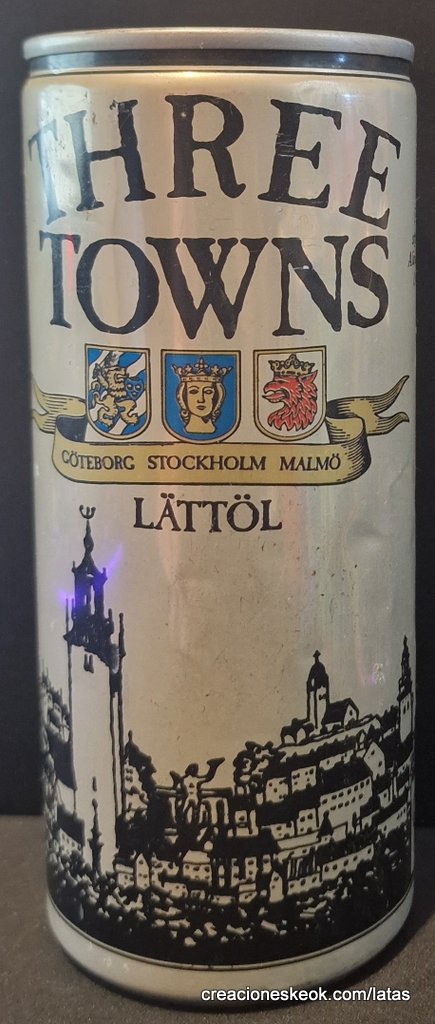 THREE
TOWNS
GÖTEBORG STOCKHOLM MALMÖ
LÄTTÖL
creacioneskeok.com/latas